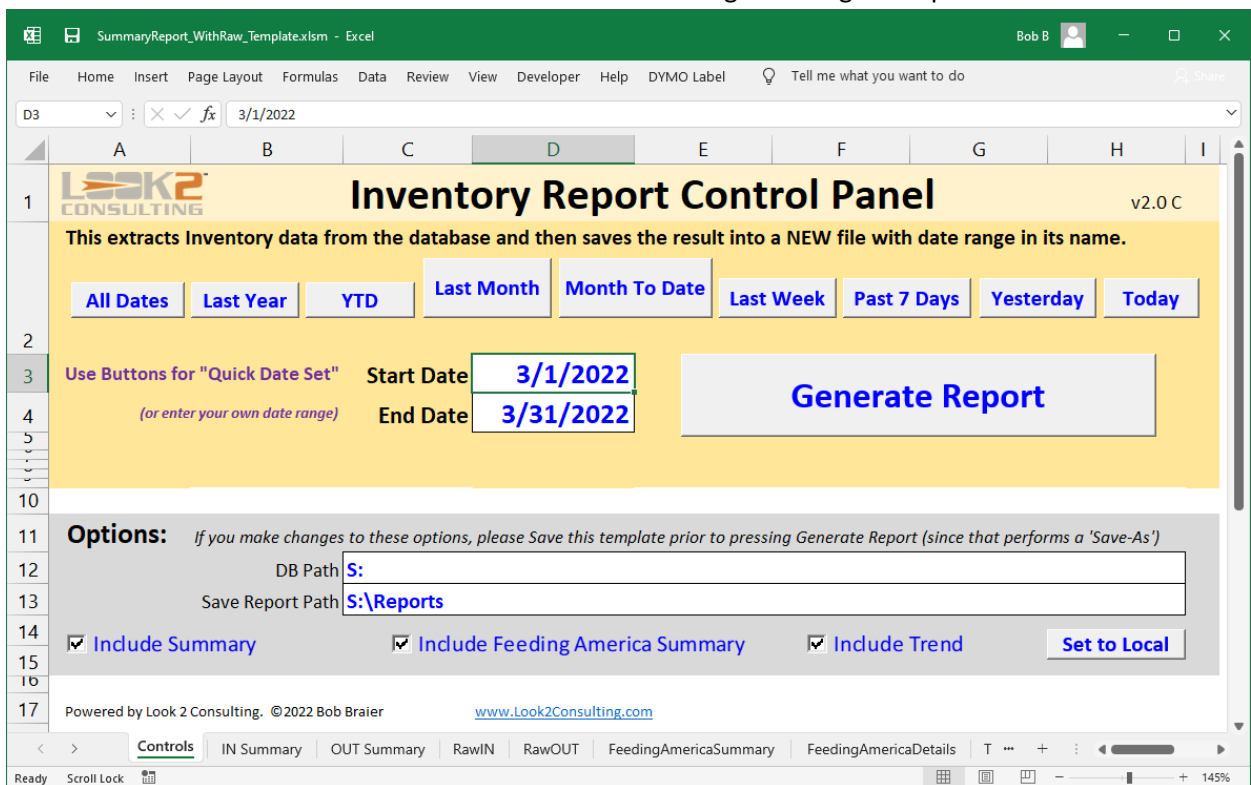 SummaryReport_WithRaw_Template.xlsm - Excel Bob B
File Home Insert Page Layout Formulas Data Review View Developer Help DYMO Label Tell me what you want to do Share
D3 fx 3/1/2022
A B C D E F G H I
1 LOOK2 CONSULTING Inventory Report Control Panel v2.0 C
This extracts Inventory data from the database and then saves the result into a NEW file with date range in its name.
All Dates Last Year YTD Last Month Month To Date Last Week Past 7 Days Yesterday Today
2
3 Use Buttons for "Quick Date Set" Start Date 3/1/2022 Generate Report
4 (or enter your own date range) End Date 3/31/2022
5
10
11 Options: If you make changes to these options, please Save this template prior to pressing Generate Report (since that performs a 'Save-As')
12 DB Path S:
13 Save Report Path S:\Reports
14 Include Summary Include Feeding America Summary Include Trend Set to Local
15
16
17 Powered by Look 2 Consulting. ©2022 Bob Braier www.Look2Consulting.com
Controls IN Summary OUT Summary RawIN RawOUT FeedingAmericaSummary FeedingAmericaDetails T ...
Ready Scroll Lock 145%